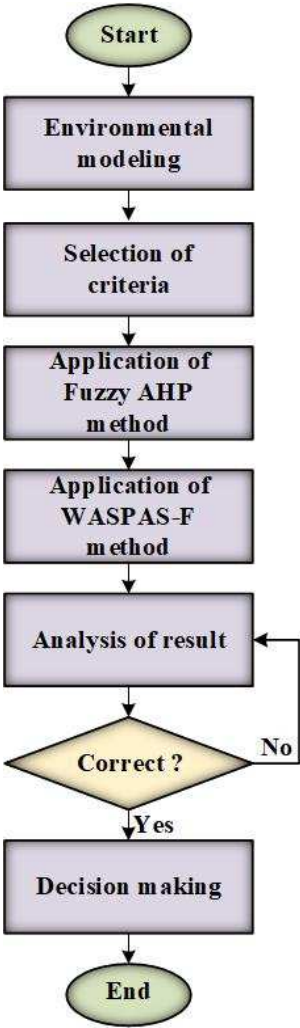 Start
Environmental
modeling
Selection of
criteria
Application of
Fuzzy AHP
method
Application of
WASPAS-F
method
Analysis of result
Correct ?
No
Yes
Decision making
End